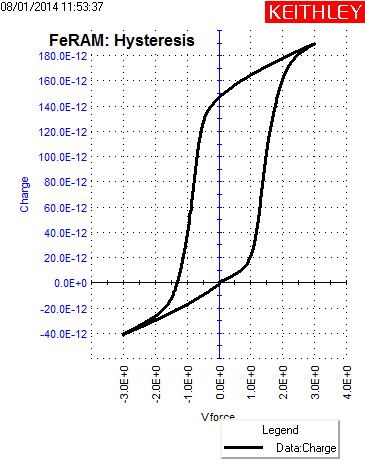 08/01/2014 11:53:37
KEITHLEY
FeRAM: Hysteresis
180.0E-12
160.0E-12
140.0E-12
120.0E-12
100.0E-12
80.0E-12
60.0E-12
40.0E-12
20.0E-12
0.0E+0
-20.0E-12
-40.0E-12
Charge
-3.0E+0
-2.0E+0
-1.0E+0
0.0E+0
1.0E+0
2.0E+0
3.0E+0
4.0E+0
Vforce
Legend
Data:Charge